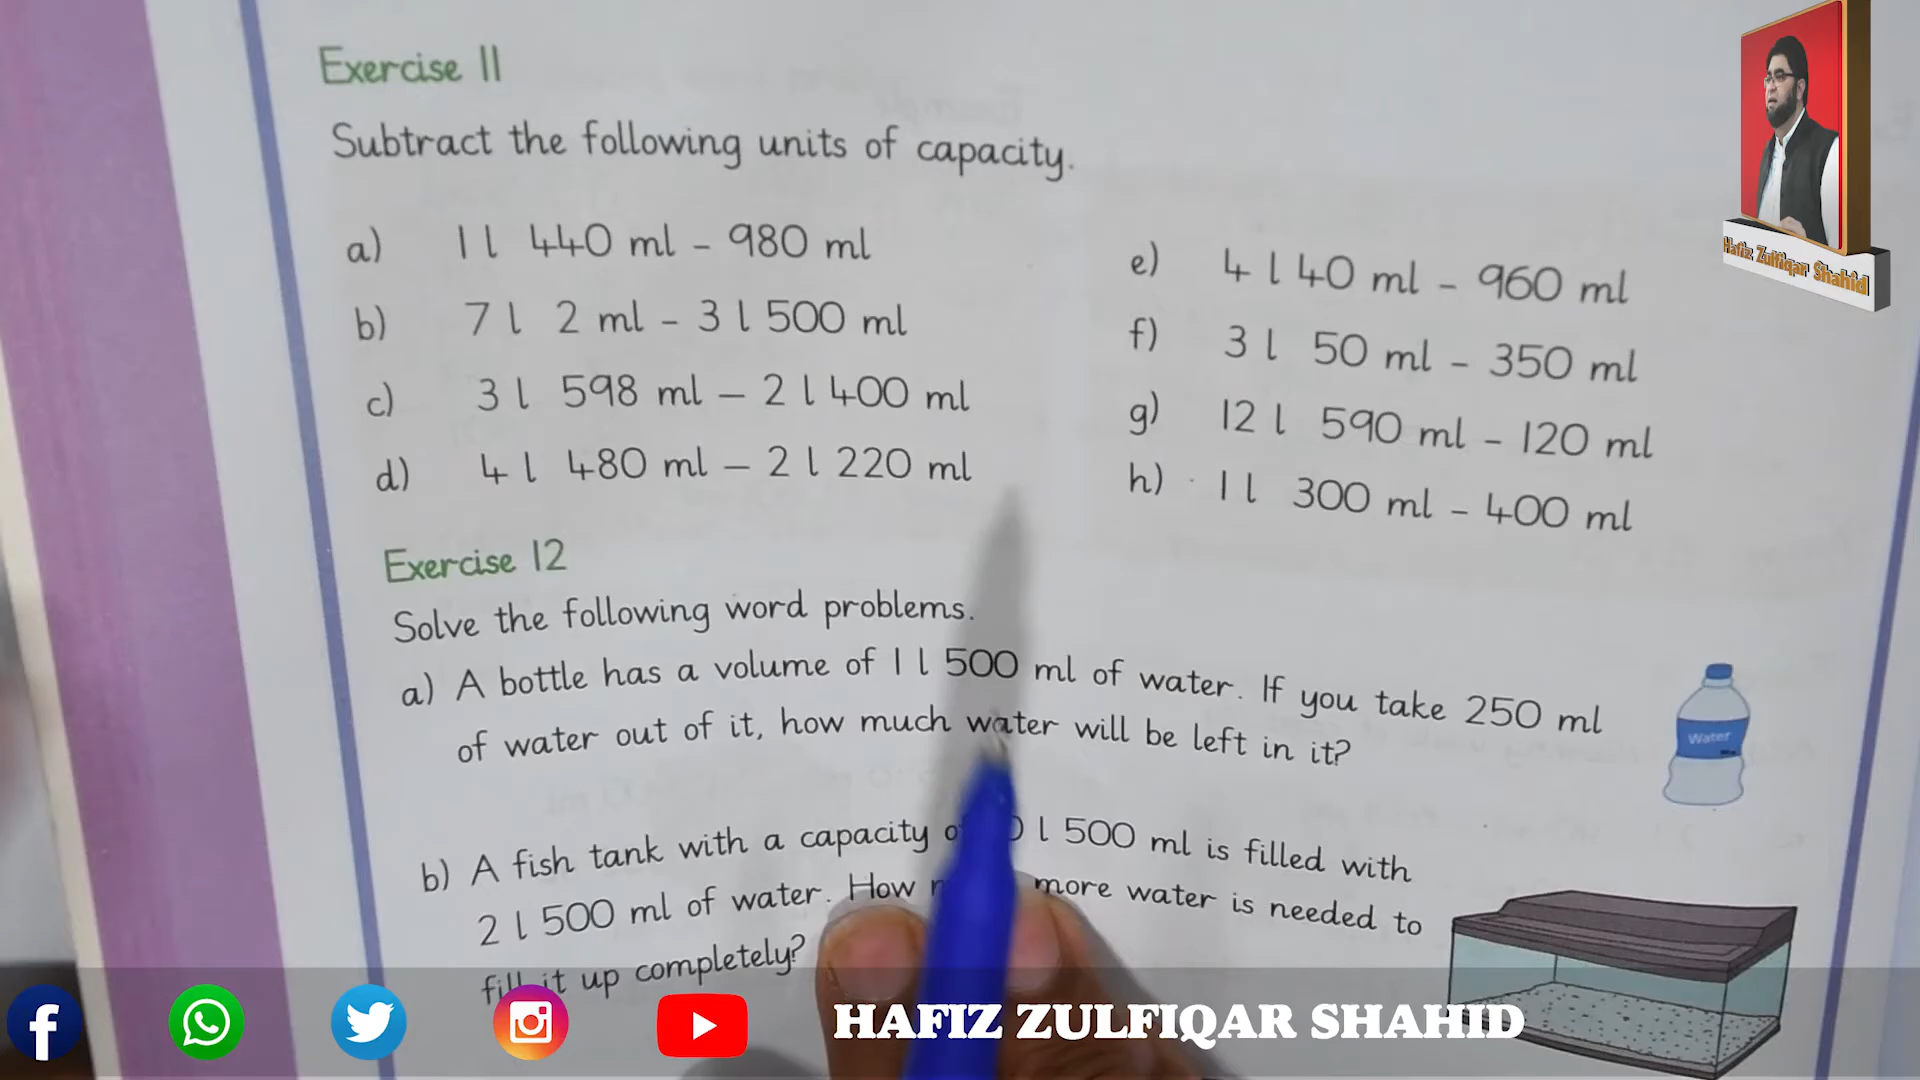 Exercise 11
Subtract the following units of capacity.
a) 1 l 440 ml - 980 ml
b) 7 l 2 ml - 3 l 500 ml
c) 3 l 598 ml – 2 l 400 ml
d) 4 l 480 ml – 2 l 220 ml
e) 4 l 40 ml - 960 ml
f) 3 l 50 ml - 350 ml
g) 12 l 590 ml - 120 ml
h) 1 l 300 ml - 400 ml
Exercise 12
Solve the following word problems.
a) A bottle has a volume of 1 l 500 ml of water. If you take 250 ml
of water out of it, how much water will be left in it?
Water
b) A fish tank with a capacity l 500 ml is filled with
2 l 500 ml of water. How more water is needed to
fill it up completely?
Hafiz Zulfiqar Shahid
HAFIZ ZULFIQAR SHAHID